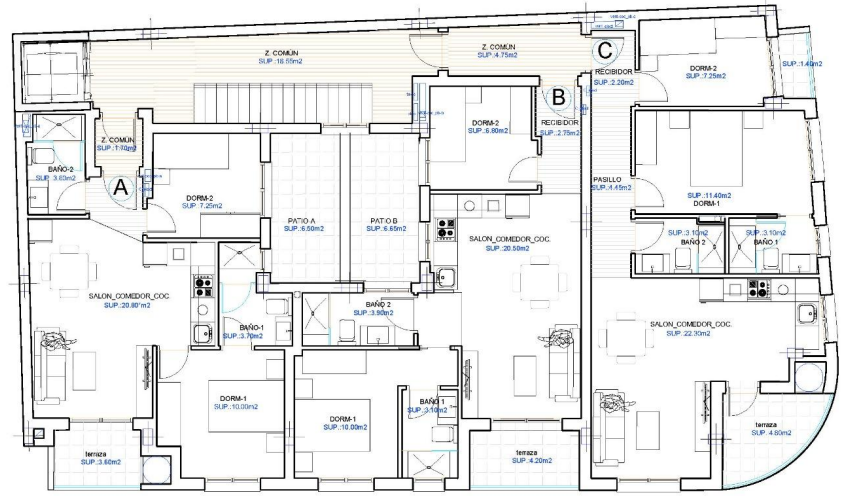 Z. COMÚN
SUP.:18.55m2
Z. COMÚN
SUP.:4.75m2
C
RECIBIDOR
SUP.:2.20m2
DORM-2
SUP.:7.25m2
SUP.:1.40m2
B
RECIBIDOR
SUP.:2.75m2
DORM-2
SUP.:6.80m2
Z. COMÚN
SUP.:1.70m2
BAÑO-2
SUP.:3.60m2
A
DORM-2
SUP.:7.25m2
PATIO A
SUP.:6.50m2
PATIO B
SUP.:6.65m2
PASILLO
SUP.:4.45m2
SUP.:11.40m2
DORM-1
SALON_COMEDOR_COC.
SUP.:20.50m2
SUP.:3.10m2
BAÑO 2
SUP.:3.10m2
BAÑO 1
SALON_COMEDOR_COC
SUP.:20.80m2
BAÑO-1
SUP.:3.70m2
BAÑO 2
SUP.:3.90m2
SALON_COMEDOR_COC.
SUP.:22.30m2
DORM-1
SUP.:10.00m2
DORM-1
SUP.:10.00m2
BAÑO 1
SUP.:3.10m2
terraza
SUP.:3.60m2
terraza
SUP.:4.20m2
terraza
SUP.:4.80m2